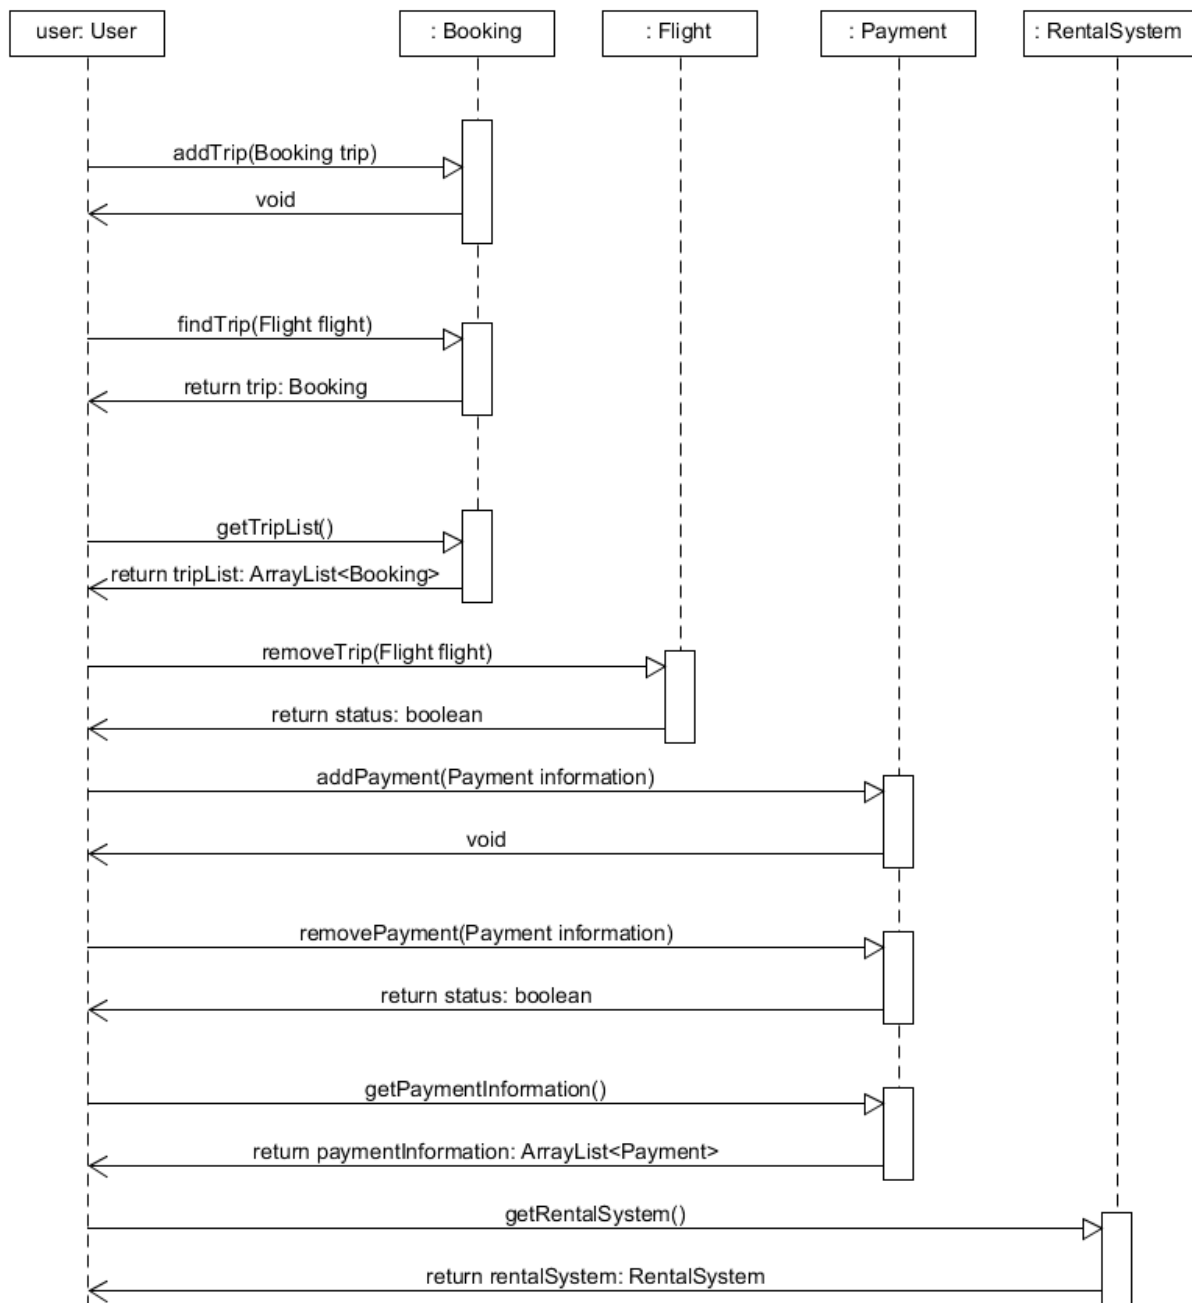 user: User
: Booking
: Flight
: Payment
: RentalSystem
addTrip(Booking trip)
void
findTrip(Flight flight)
return trip: Booking
getTripList()
return tripList: ArrayList<Booking>
removeTrip(Flight flight)
return status: boolean
addPayment(Payment information)
void
removePayment(Payment information)
return status: boolean
getPaymentInformation()
return paymentInformation: ArrayList<Payment>
getRentalSystem()
return rentalSystem: RentalSystem